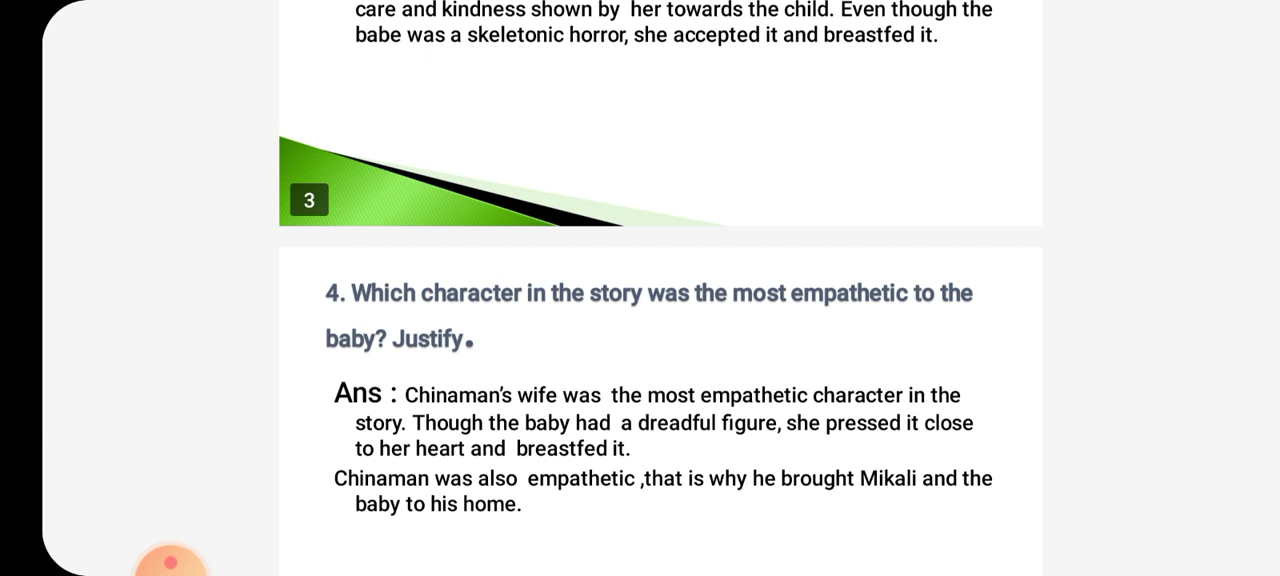 care and kindness shown by her towards the child. Even though the
babe was a skeletonic horror, she accepted it and breastfed it.
3
4. Which character in the story was the most empathetic to the
baby? Justify.
Ans : Chinaman's wife was the most empathetic character in the
story. Though the baby had a dreadful figure, she pressed it close
to her heart and breastfed it.
Chinaman was also empathetic ,that is why he brought Mikali and the
baby to his home.